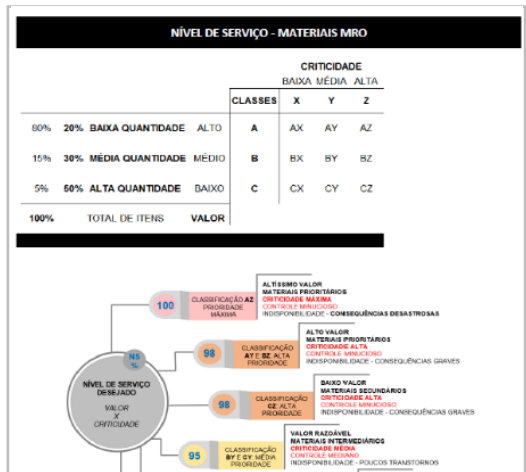 NÍVEL DE SERVIÇO - MATERIAIS MRO
CRITICIDADE
BAIXA MÉDIA ALTA
CLASSES X Y Z
80% 20% BAIXA QUANTIDADE ALTO A AX AY AZ
15% 30% MÉDIA QUANTIDADE MÉDIO B BX BY BZ
5% 50% ALTA QUANTIDADE BAIXO C CX CY CZ
100% TOTAL DE ITENS VALOR
100
CLASSIFICAÇÃO AZ
PRIORIDADE
MÁXIMA
ALTÍSSIMO VALOR
MATERIAIS PRIORITÁRIOS
CRITICIDADE MÁXIMA
CONTROLE MINUCIOSO
INDISPONIBILIDADE - CONSEQUÊNCIAS DESASTROSAS
98
CLASSIFICAÇÃO
AY E BZ ALTA
PRIORIDADE
ALTO VALOR
MATERIAIS PRIORITÁRIOS
CRITICIDADE ALTA
CONTROLE MINUCIOSO
INDISPONIBILIDADE - CONSEQUÊNCIAS GRAVES
NS
%
NÍVEL DE SERVIÇO
DESEJADO
VALOR
X
CRITICIDADE
98
CLASSIFICAÇÃO
CZ ALTA
PRIORIDADE
BAIXO VALOR
MATERIAIS SECUNDÁRIOS
CRITICIDADE ALTA
CONTROLE MINUCIOSO
INDISPONIBILIDADE - CONSEQUÊNCIAS GRAVES
95
CLASSIFICAÇÃO
BY E CY MÉDIA
PRIORIDADE
VALOR RAZOÁVEL
MATERIAIS INTERMEDIÁRIOS
CRITICIDADE MÉDIA
CONTROLE MEDIANO
INDISPONIBILIDADE - POUCOS TRANSTORNOS